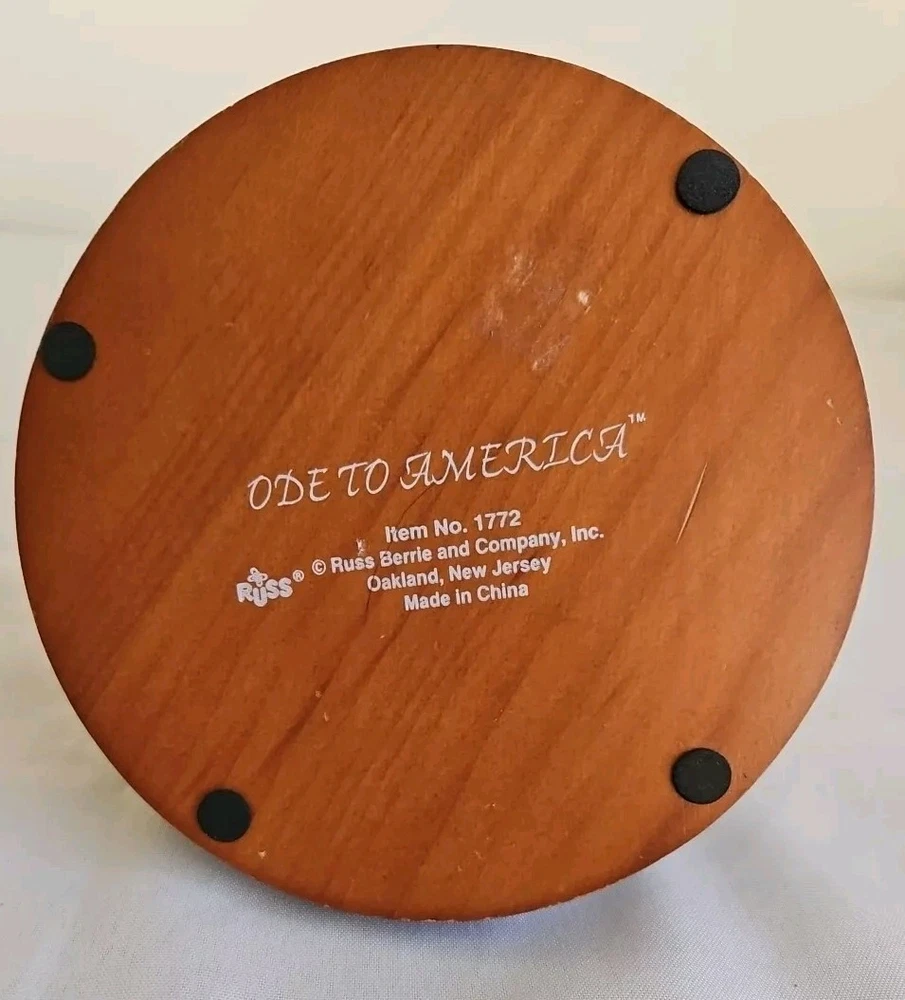 ODE TO AMERICA™
Item No. 1772
© Russ Berrie and Company, Inc.
Oakland, New Jersey
Made in China
RUSS®